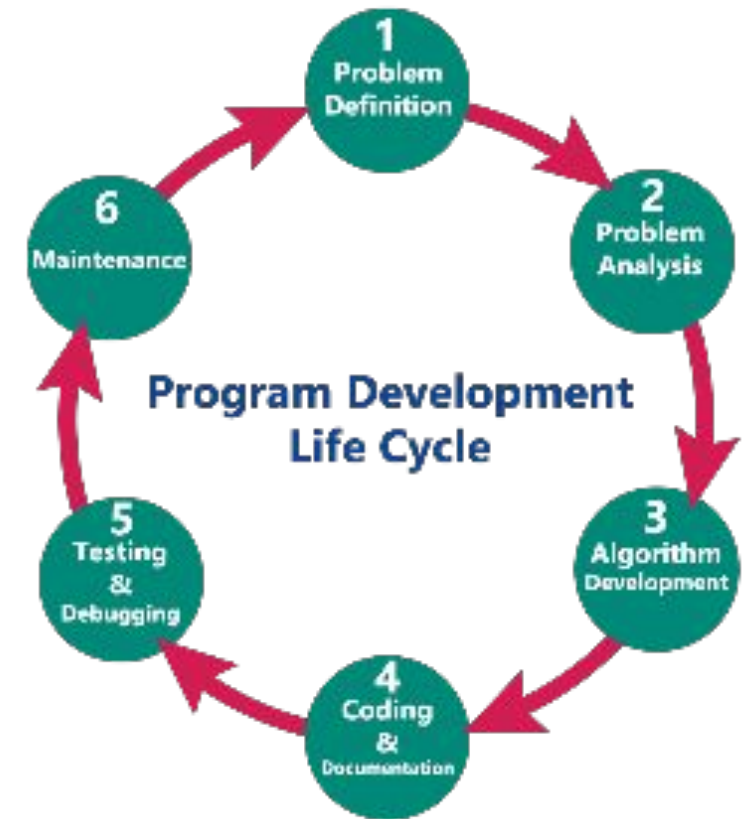 1
Problem
Definition
2
Problem
Analysis
3
Algorithm
Development
4
Coding
&
Documentation
5
Testing
&
Debugging
6
Maintenance
Program Development
Life Cycle